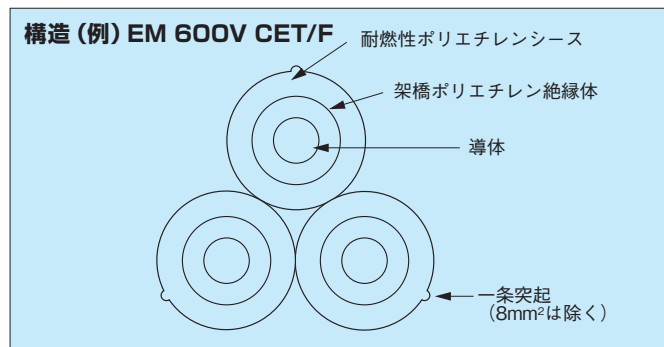 構造（例）EM 600V CET/F
耐燃性ポリエチレンシース
架橋ポリエチレン絶縁体
導体
一条突起
（8mm²は除く）